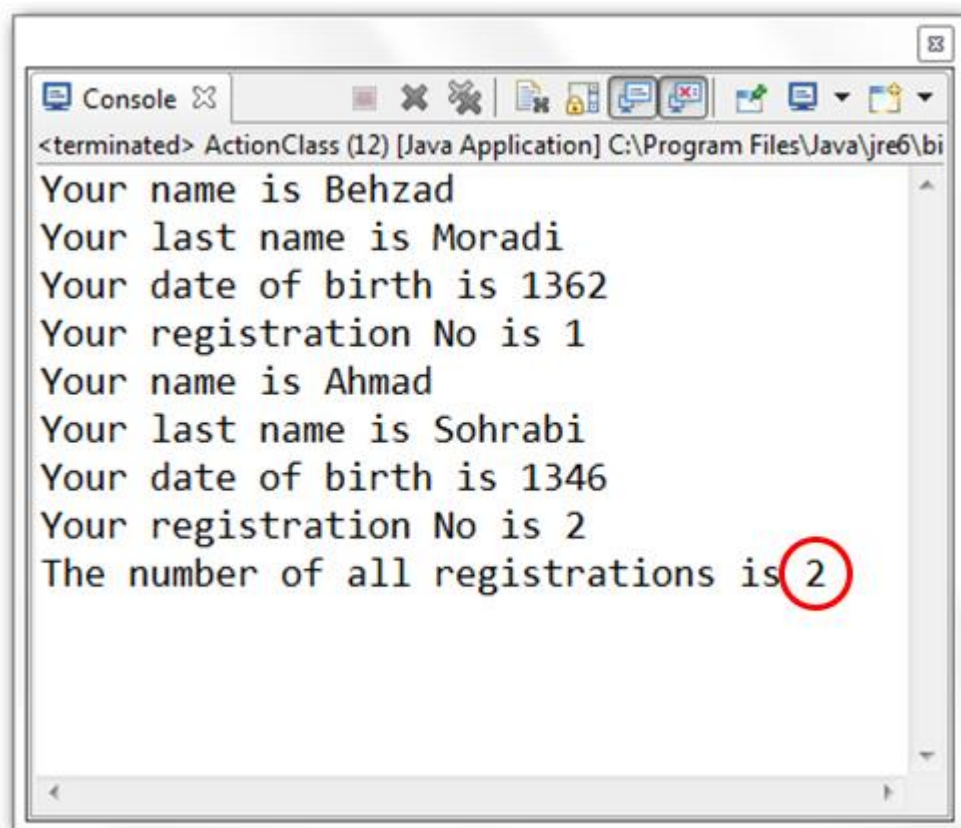 Console
<terminated> ActionClass (12) [Java Application] C:\Program Files\Java\jre6\bi
Your name is Behzad
Your last name is Moradi
Your date of birth is 1362
Your registration No is 1
Your name is Ahmad
Your last name is Sohrabi
Your date of birth is 1346
Your registration No is 2
The number of all registrations is 2